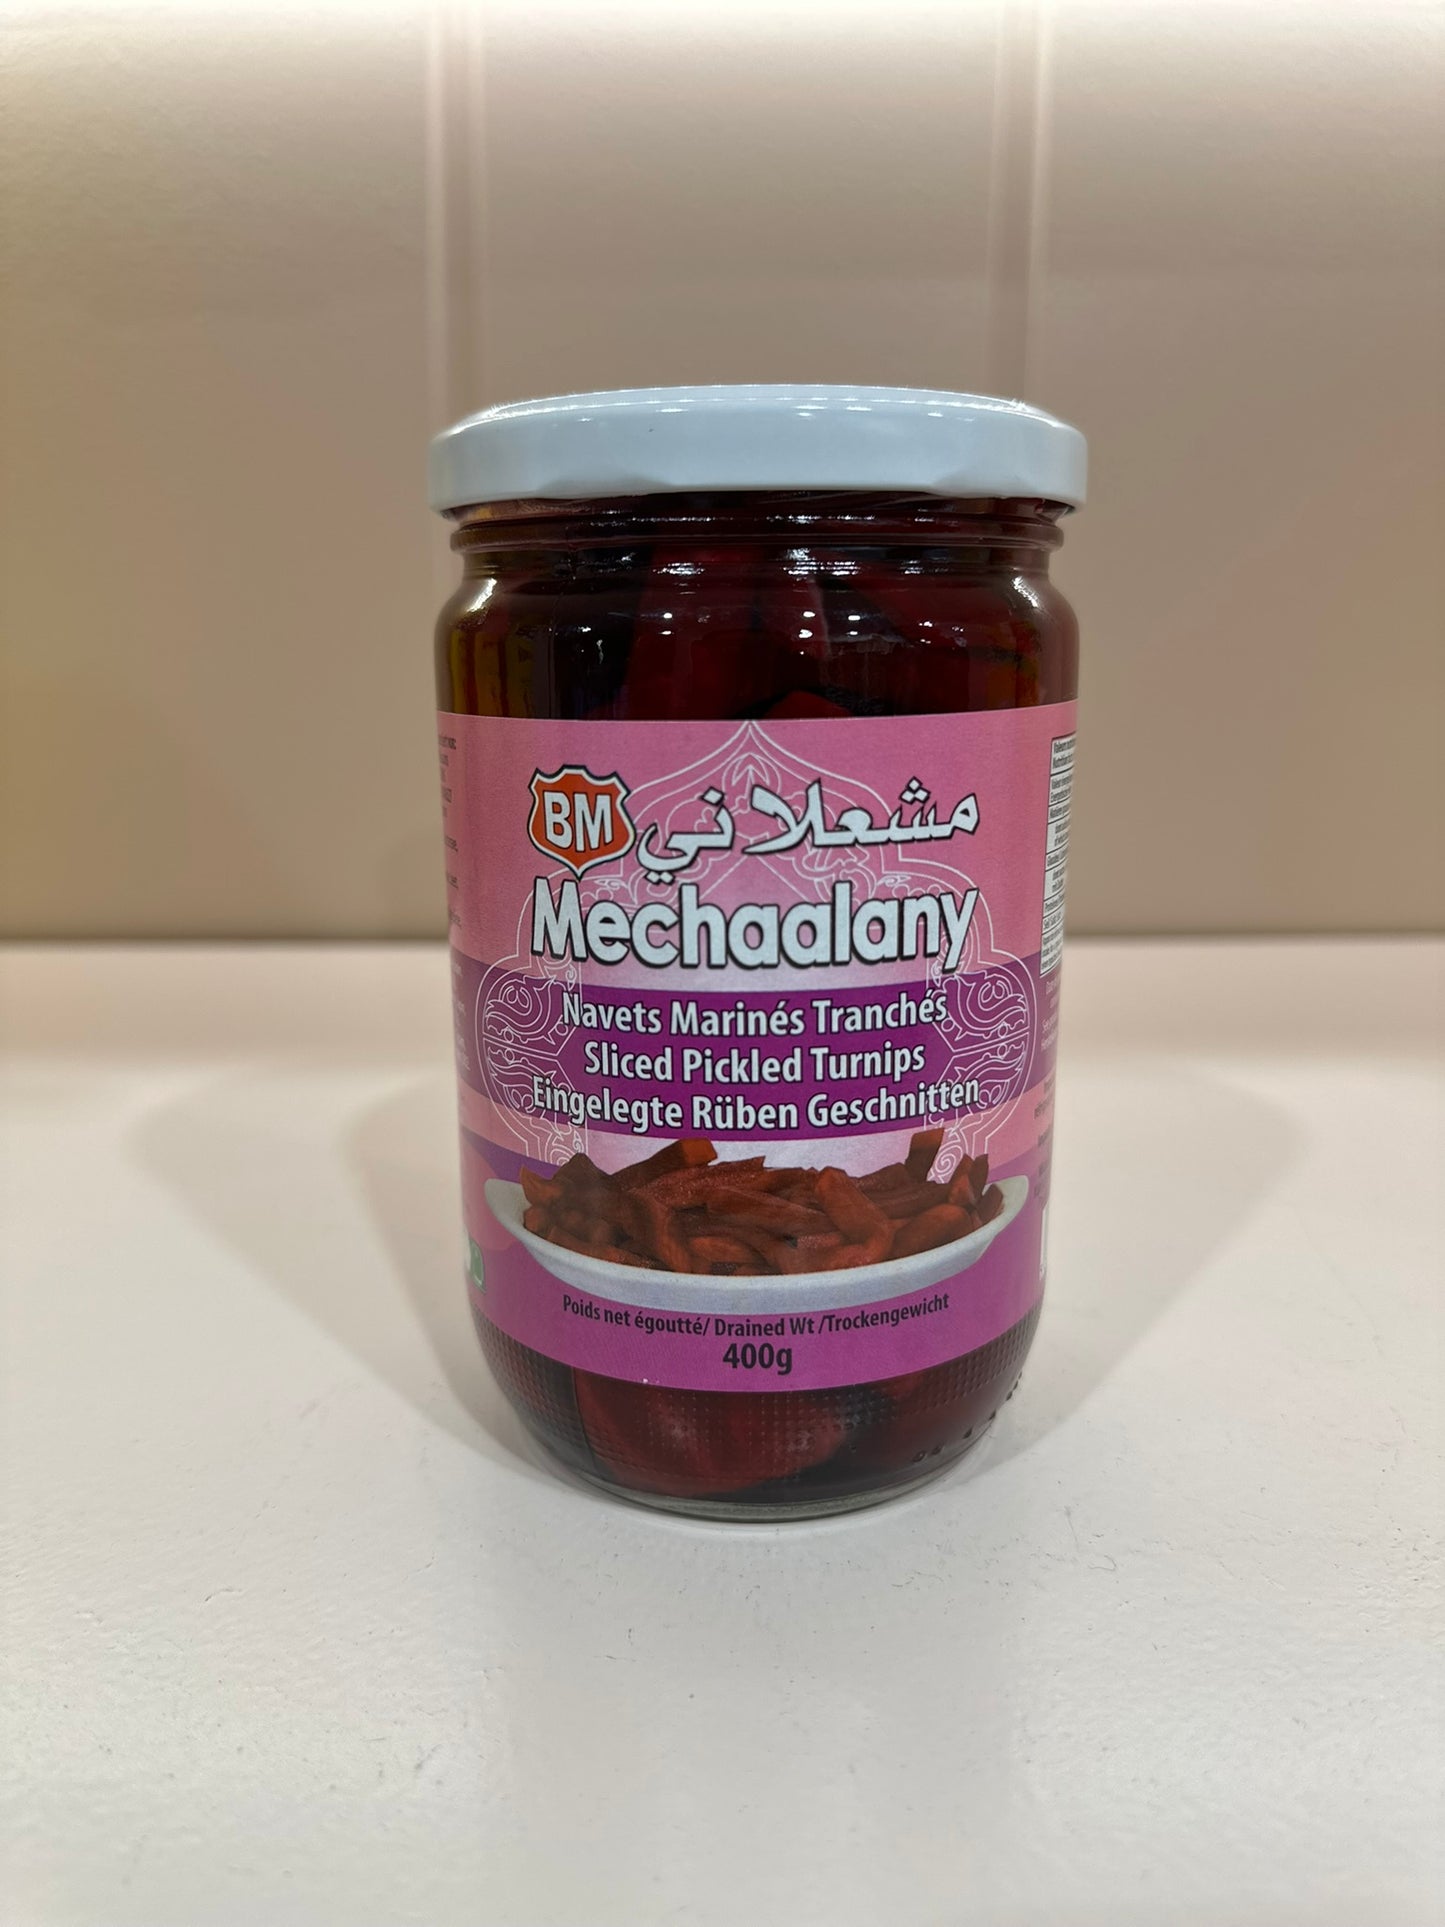 BM مشعلاني
Mechaalany
Navets Marinés Tranchés
Sliced Pickled Turnips
Eingelegte Rüben Geschnitten
Poids net égoutté/ Drained Wt /Trockengewicht
400g